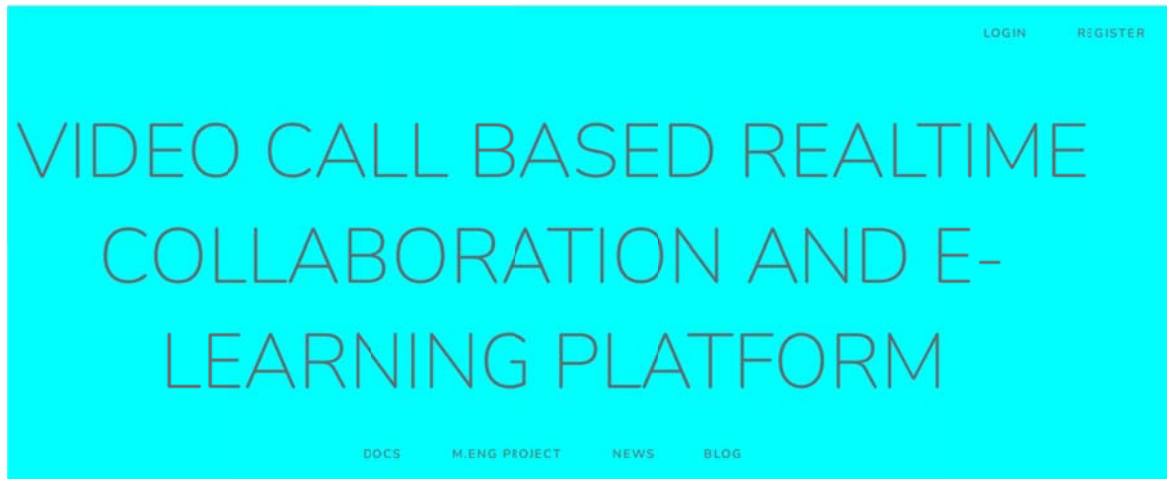 LOGIN REGISTER
VIDEO CALL BASED REALTIME
COLLABORATION AND E-
LEARNING PLATFORM
DOCS M.ENG PROJECT NEWS BLOG